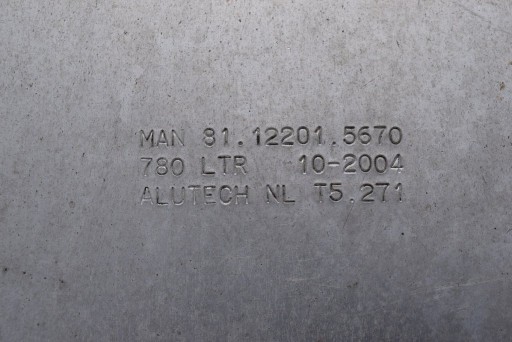 MAN 81.12201.5670
780 LTR 10-2004
ALUTECH NL T5.271